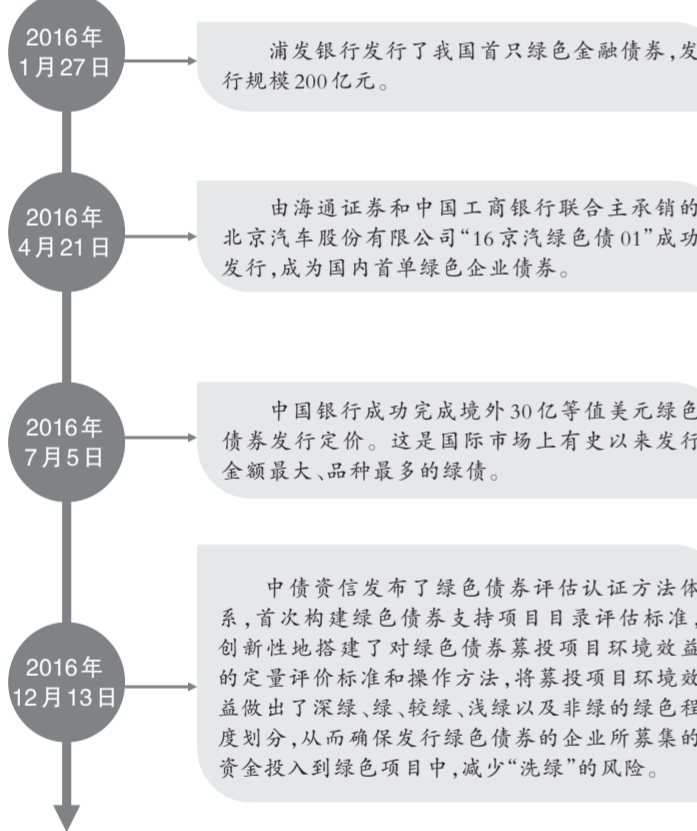 2016年
1月27日
浦发银行发行了我国首只绿色金融债券,发
行规模200亿元。
2016年
4月21日
由海通证券和中国工商银行联合主承销的
北京汽车股份有限公司“16京汽绿色债01”成功
发行,成为国内首单绿色企业债券。
2016年
7月5日
中国银行成功完成境外30亿等值美元绿色
债券发行定价。这是国际市场上有史以来发行
金额最大、品种最多的绿债。
2016年
12月13日
中债资信发布了绿色债券评估认证方法体
系,首次构建绿色债券支持项目目录评估标准,
创新性地搭建了对绿色债券募投项目环境效益
的定量评价标准和操作方法,将募投项目环境效
益做出了深绿、绿、较绿、浅绿以及非绿的绿色程
度划分,从而确保发行绿色债券的企业所募集的
资金投入到绿色项目中,减少“洗绿”的风险。